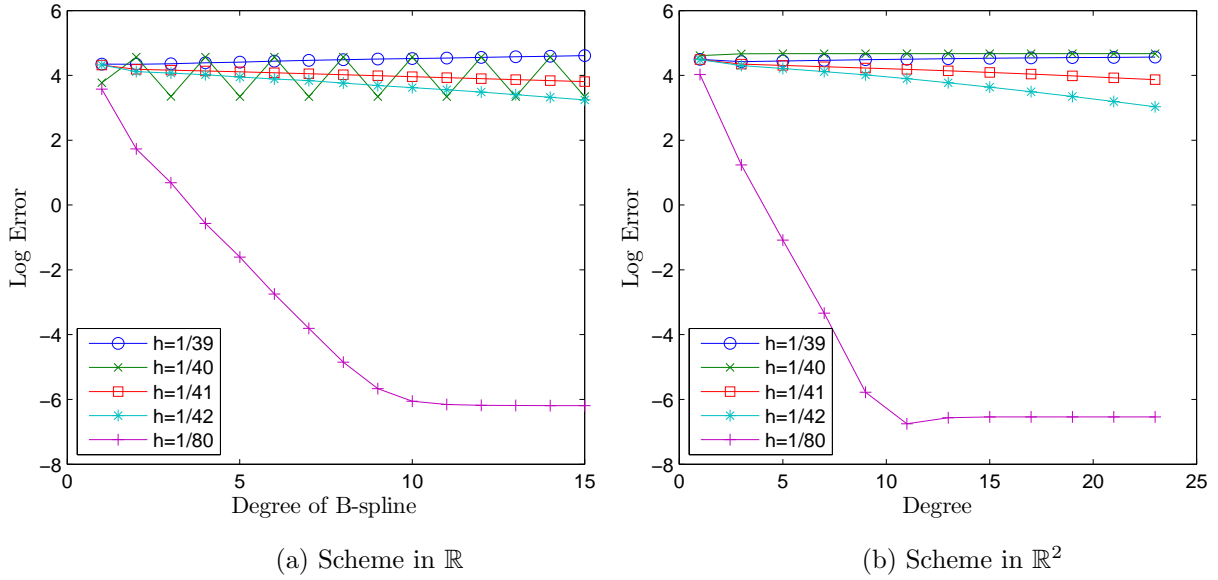 6
4
2
0
−2
−4
−6
−8
Log Error
h=1/39
h=1/40
h=1/41
h=1/42
h=1/80
0
5
10
15
Degree of B-spline
(a) Scheme in ℝ
6
4
2
0
−2
−4
−6
−8
Log Error
h=1/39
h=1/40
h=1/41
h=1/42
h=1/80
0
5
10
15
20
25
Degree
(b) Scheme in ℝ²